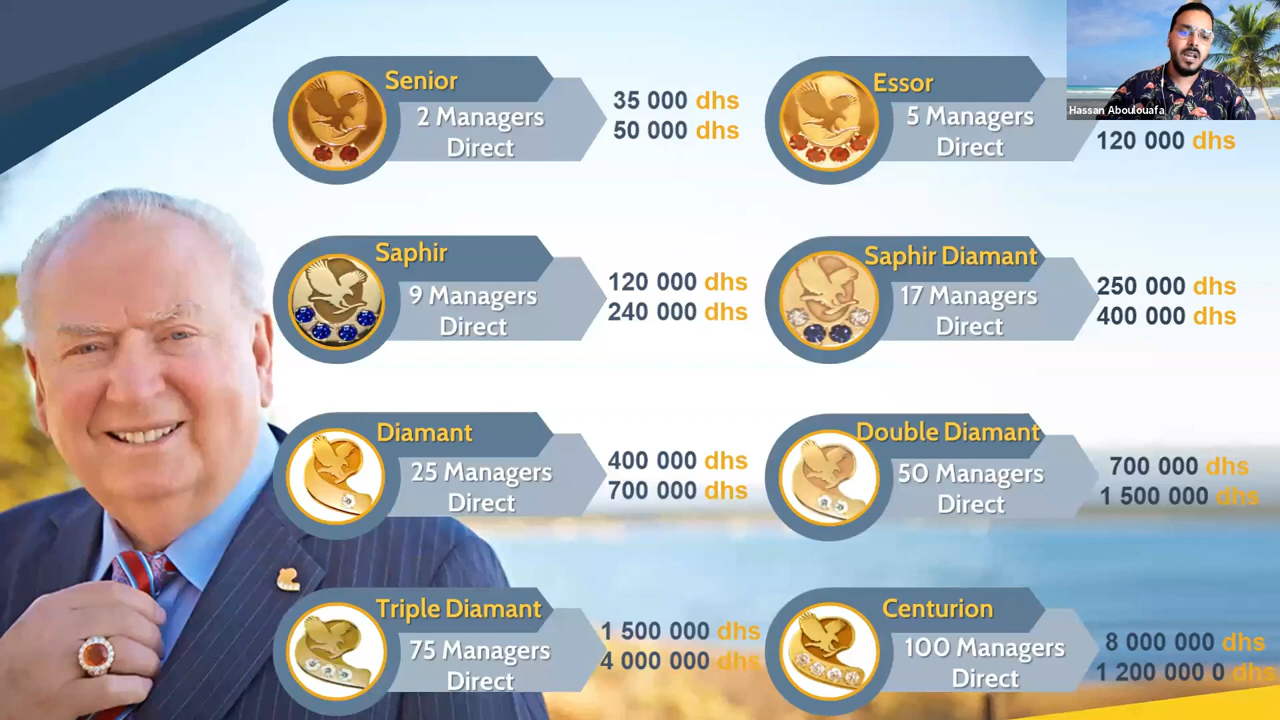 Senior
2 Managers
Direct
35 000 dhs
50 000 dhs
Essor
5 Managers
Direct
120 000 dhs
Hassan Aboulouafa
Saphir
9 Managers
Direct
120 000 dhs
240 000 dhs
Saphir Diamant
17 Managers
Direct
250 000 dhs
400 000 dhs
Diamant
25 Managers
Direct
400 000 dhs
700 000 dhs
Double Diamant
50 Managers
Direct
700 000 dhs
1 500 000 dhs
Triple Diamant
75 Managers
Direct
1 500 000 dhs
4 000 000 dhs
Centurion
100 Managers
Direct
8 000 000 dhs
1 200 000 0 dhs